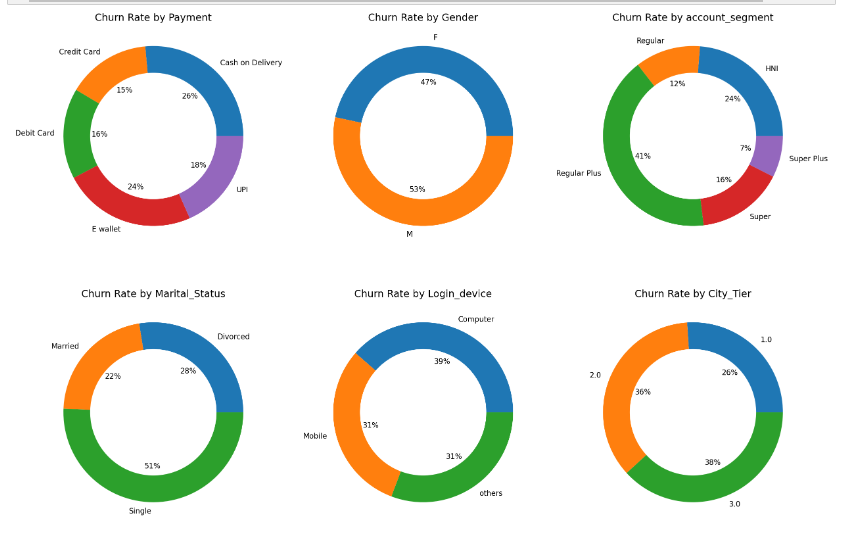 Churn Rate by Payment
Credit Card
Cash on Delivery
15%
26%
Debit Card
16%
18%
24%
UPI
E wallet
Churn Rate by Gender
F
47%
53%
M
Churn Rate by account_segment
Regular
HNI
12%
24%
41%
7%
Super Plus
Regular Plus
16%
Super
Churn Rate by Marital_Status
Married
Divorced
22%
28%
51%
Single
Churn Rate by Login_device
Computer
39%
31%
Mobile
31%
others
Churn Rate by City_Tier
1.0
2.0
26%
36%
38%
3.0